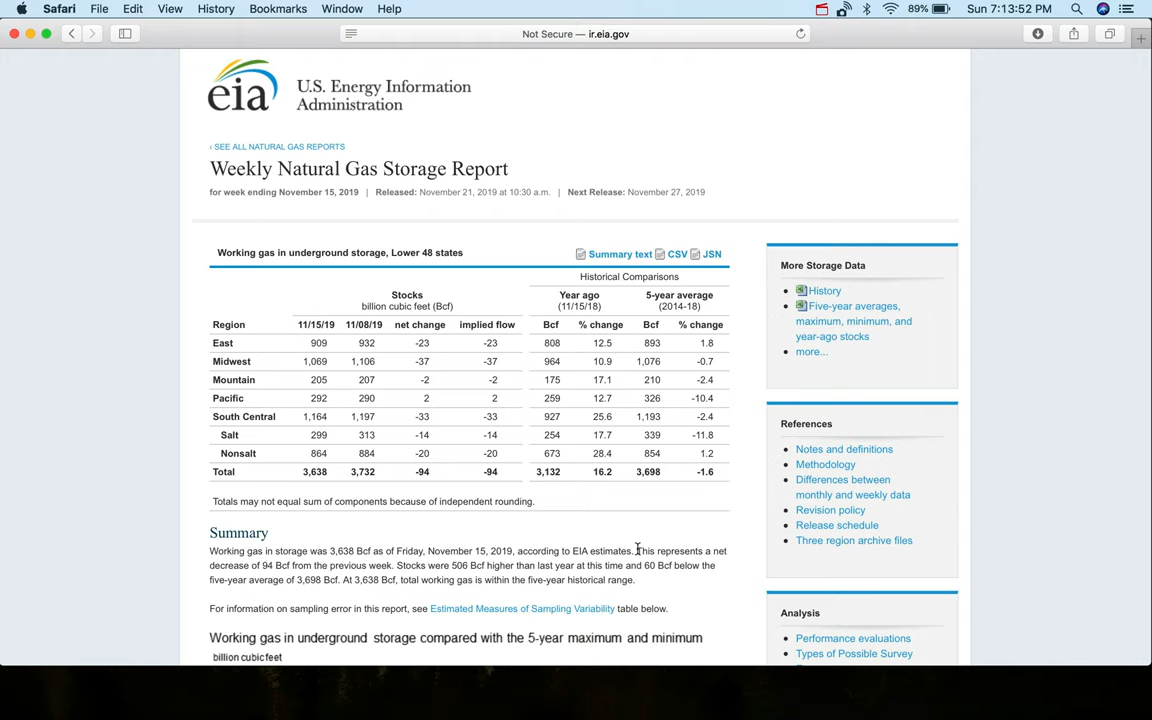 Safari File Edit View History Bookmarks Window Help 89% Sun 7:13:52 PM
Not Secure — ir.eia.gov
eia U.S. Energy Information
Administration
‹ SEE ALL NATURAL GAS REPORTS
Weekly Natural Gas Storage Report
for week ending November 15, 2019 | Released: November 21, 2019 at 10:30 a.m. | Next Release: November 27, 2019
Working gas in underground storage, Lower 48 states Summary text CSV JSN
Historical Comparisons
Stocks Year ago 5-year average
billion cubic feet (Bcf) (11/15/18) (2014-18)
Region 11/15/19 11/08/19 net change implied flow Bcf % change Bcf % change
East 909 932 -23 -23 808 12.5 893 1.8
Midwest 1,069 1,106 -37 -37 964 10.9 1,076 -0.7
Mountain 205 207 -2 -2 175 17.1 210 -2.4
Pacific 292 290 2 2 259 12.7 326 -10.4
South Central 1,164 1,197 -33 -33 927 25.6 1,193 -2.4
Salt 299 313 -14 -14 254 17.7 339 -11.8
Nonsalt 864 884 -20 -20 673 28.4 854 1.2
Total 3,638 3,732 -94 -94 3,132 16.2 3,698 -1.6
Totals may not equal sum of components because of independent rounding.
Summary
Working gas in storage was 3,638 Bcf as of Friday, November 15, 2019, according to EIA estimates. This represents a net
decrease of 94 Bcf from the previous week. Stocks were 506 Bcf higher than last year at this time and 60 Bcf below the
five-year average of 3,698 Bcf. At 3,638 Bcf, total working gas is within the five-year historical range.
For information on sampling error in this report, see Estimated Measures of Sampling Variability table below.
Working gas in underground storage compared with the 5-year maximum and minimum
billion cubic feet
More Storage Data
History
Five-year averages,
maximum, minimum, and
year-ago stocks
more...
References
Notes and definitions
Methodology
Differences between
monthly and weekly data
Revision policy
Release schedule
Three region archive files
Analysis
Performance evaluations
Types of Possible Survey